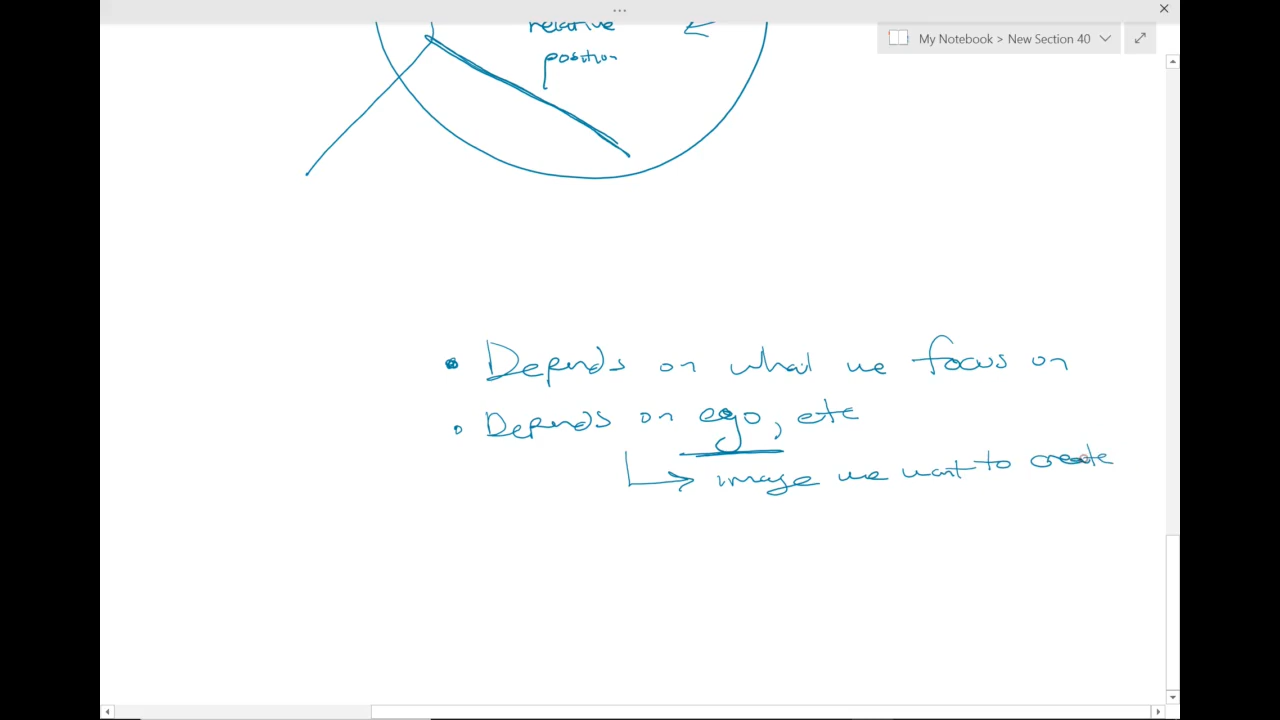 My Notebook > New Section 40
relative
position
• Depends on what we focus on
• Depends on ego, etc
image we want to create